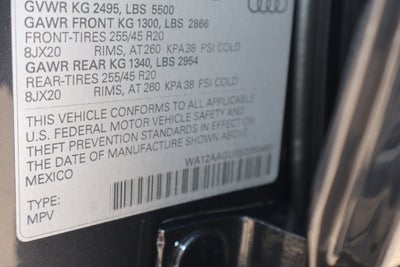 GVWR KG 2495, LBS 5500
GAWR FRONT KG 1300, LBS 2866
FRONT-TIRES 255/45 R20
8JX20 RIMS, AT 260 KPA 38 PSI COLD
GAWR REAR KG 1340, LBS 2954
REAR-TIRES 255/45 R20
8JX20 RIMS, AT 260 KPA 38 PSI COLD
THIS VEHICLE CONFORMS TO ALL APPLICABLE
U.S. FEDERAL MOTOR VEHICLE SAFETY AND
THEFT PREVENTION STANDARDS IN EFFECT ON
THE DATE OF MANUFACTURE SHOWN ABOVE.
MEXICO
TYPE:
MPV